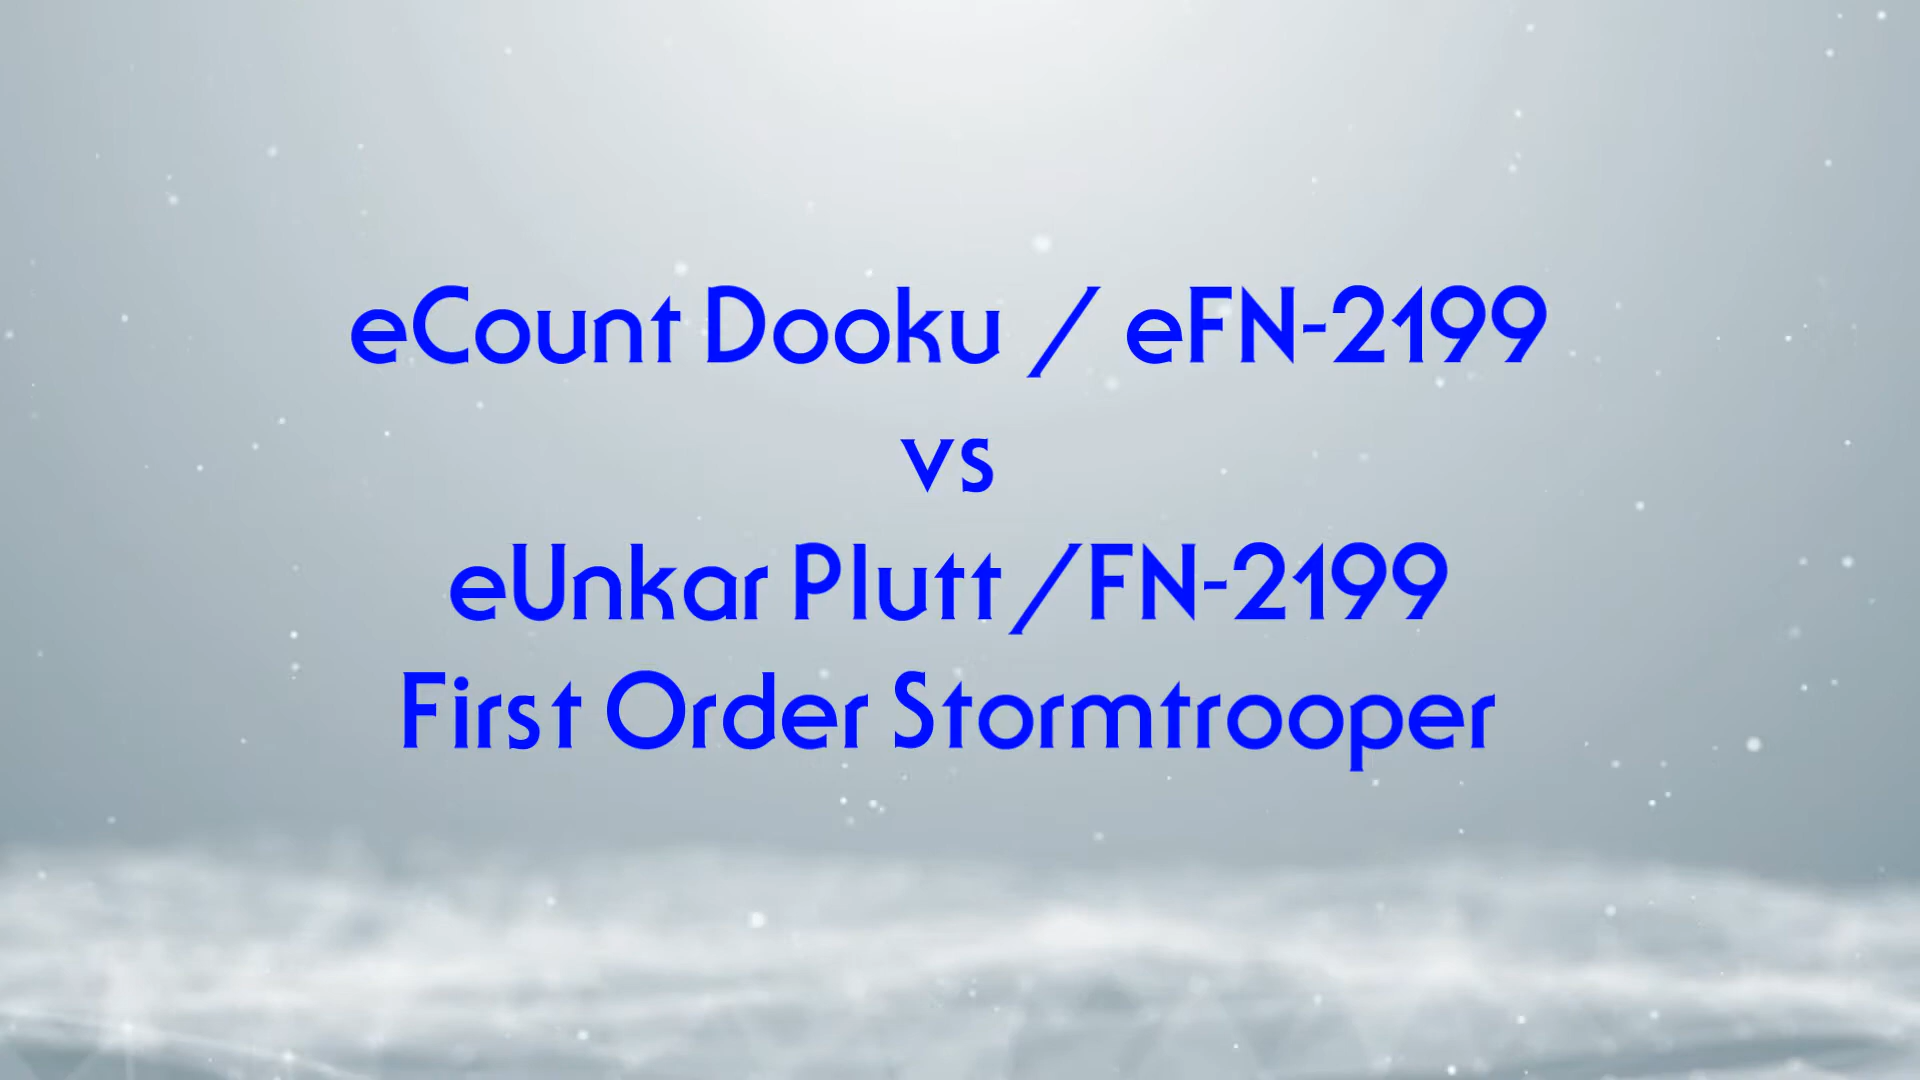 eCount Dooku / eFN-2199
vs
eUnkar Plutt /FN-2199
First Order Stormtrooper